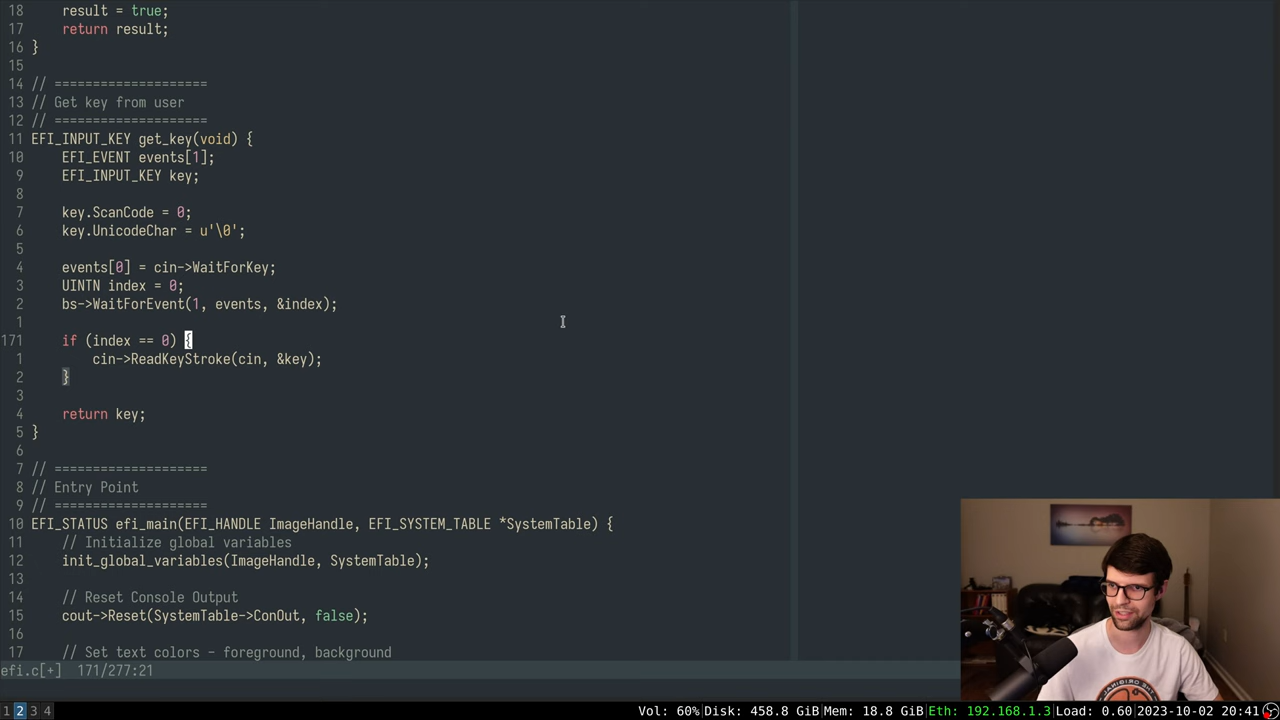 18      result = true;
17      return result;
16  }
15
14  // ====================
13  // Get key from user
12  // ====================
11  EFI_INPUT_KEY get_key(void) {
10      EFI_EVENT events[1];
9      EFI_INPUT_KEY key;
8
7      key.ScanCode = 0;
6      key.UnicodeChar = u'\0';
5
4      events[0] = cin->WaitForKey;
3      UINTN index = 0;
2      bs->WaitForEvent(1, events, &index);
1
171      if (index == 0) {
1          cin->ReadKeyStroke(cin, &key);
2      }
3
4      return key;
5  }
6
7  // ====================
8  // Entry Point
9  // ====================
10  EFI_STATUS efi_main(EFI_HANDLE ImageHandle, EFI_SYSTEM_TABLE *SystemTable) {
11      // Initialize global variables
12      init_global_variables(ImageHandle, SystemTable);
13
14      // Reset Console Output
15      cout->Reset(SystemTable->ConOut, false);
16
17      // Set text colors - foreground, background
efi.c[+]  171/277:21
1 2 3 4 Vol: 60% Disk: 458.8 GiB Mem: 18.8 GiB Eth: 192.168.1.3 Load: 0.60 2023-10-02 20:41